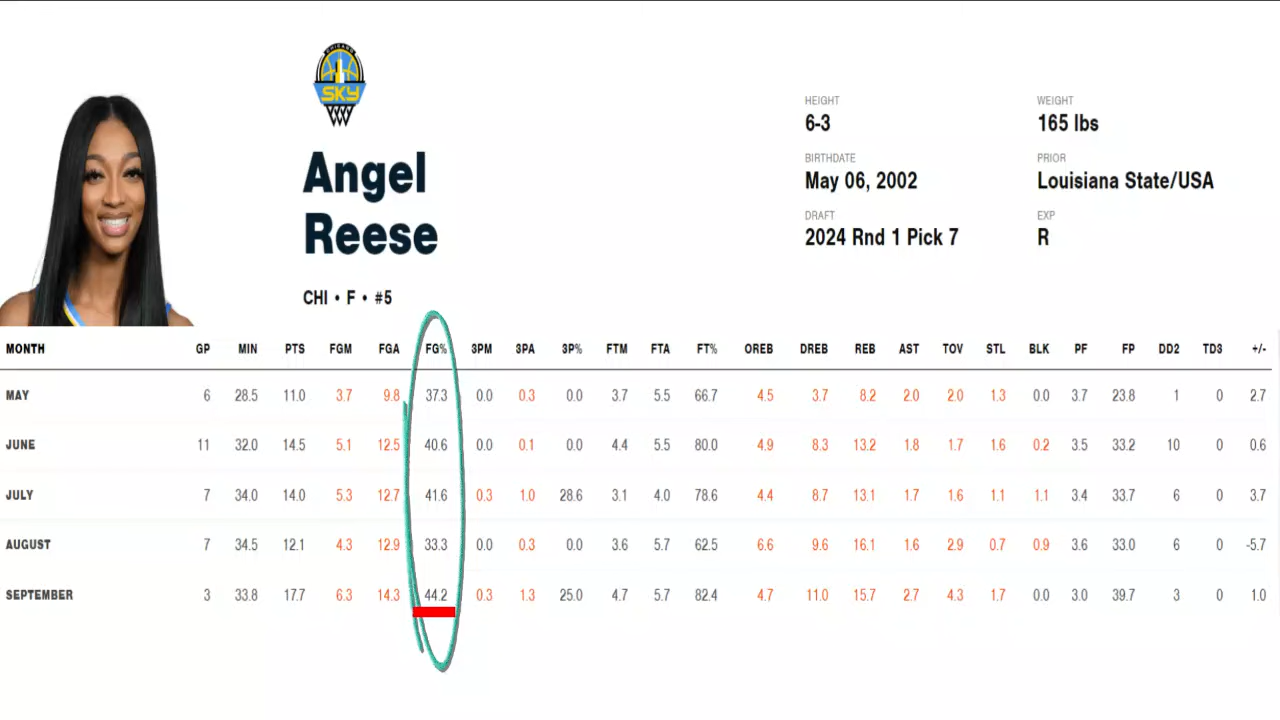 CHICAGO
SKY
Angel
Reese
CHI • F • #5
HEIGHT WEIGHT
6-3 165 lbs
BIRTHDATE PRIOR
May 06, 2002 Louisiana State/USA
DRAFT EXP
2024 Rnd 1 Pick 7 R
MONTH GP MIN PTS FGM FGA FG% 3PM 3PA 3P% FTM FTA FT% OREB DREB REB AST TOV STL BLK PF FP DD2 TD3 +/-
MAY 6 28.5 11.0 3.7 9.8 37.3 0.0 0.3 0.0 3.7 5.5 66.7 4.5 3.7 8.2 2.0 2.0 1.3 0.0 3.7 23.8 1 0 2.7
JUNE 11 32.0 14.5 5.1 12.5 40.6 0.0 0.1 0.0 4.4 5.5 80.0 4.9 8.3 13.2 1.8 1.7 1.6 0.2 3.5 33.2 10 0 0.6
JULY 7 34.0 14.0 5.3 12.7 41.6 0.3 1.0 28.6 3.1 4.0 78.6 4.4 8.7 13.1 1.7 1.6 1.1 1.1 3.4 33.7 6 0 3.7
AUGUST 7 34.5 12.1 4.3 12.9 33.3 0.0 0.3 0.0 3.6 5.7 62.5 6.6 9.6 16.1 1.6 2.9 0.7 0.9 3.6 33.0 6 0 -5.7
SEPTEMBER 3 33.8 17.7 6.3 14.3 44.2 0.3 1.3 25.0 4.7 5.7 82.4 4.7 11.0 15.7 2.7 4.3 1.7 0.0 3.0 39.7 3 0 1.0